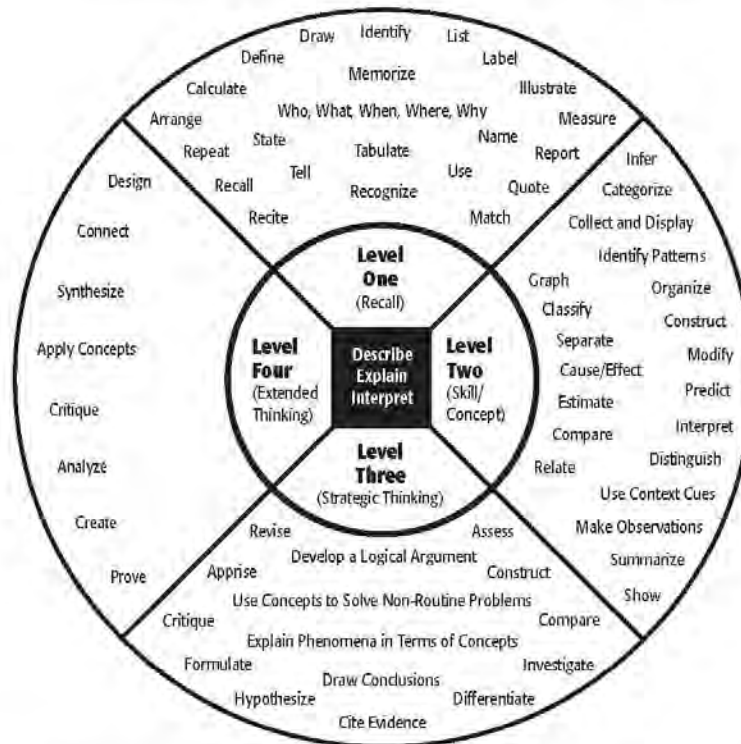 Draw
Identify
List
Define
Label
Memorize
Calculate
Illustrate
Who, What, When, Where, Why
Arrange
Measure
State
Name
Repeat
Tabulate
Report
Tell
Use
Recall
Recognize
Quote
Recite
Match
Infer
Categorize
Collect and Display
Identify Patterns
Graph
Organize
Classify
Construct
Separate
Modify
Cause/Effect
Predict
Estimate
Interpret
Compare
Distinguish
Relate
Use Context Cues
Make Observations
Summarize
Show
Level
One
(Recall)
Level
Two
(Skill/
Concept)
Level
Three
(Strategic Thinking)
Level
Four
(Extended
Thinking)
Describe
Explain
Interpret
Revise
Assess
Develop a Logical Argument
Apprise
Construct
Use Concepts to Solve Non-Routine Problems
Critique
Compare
Explain Phenomena in Terms of Concepts
Formulate
Investigate
Draw Conclusions
Hypothesize
Differentiate
Cite Evidence
Design
Connect
Synthesize
Apply Concepts
Critique
Analyze
Create
Prove